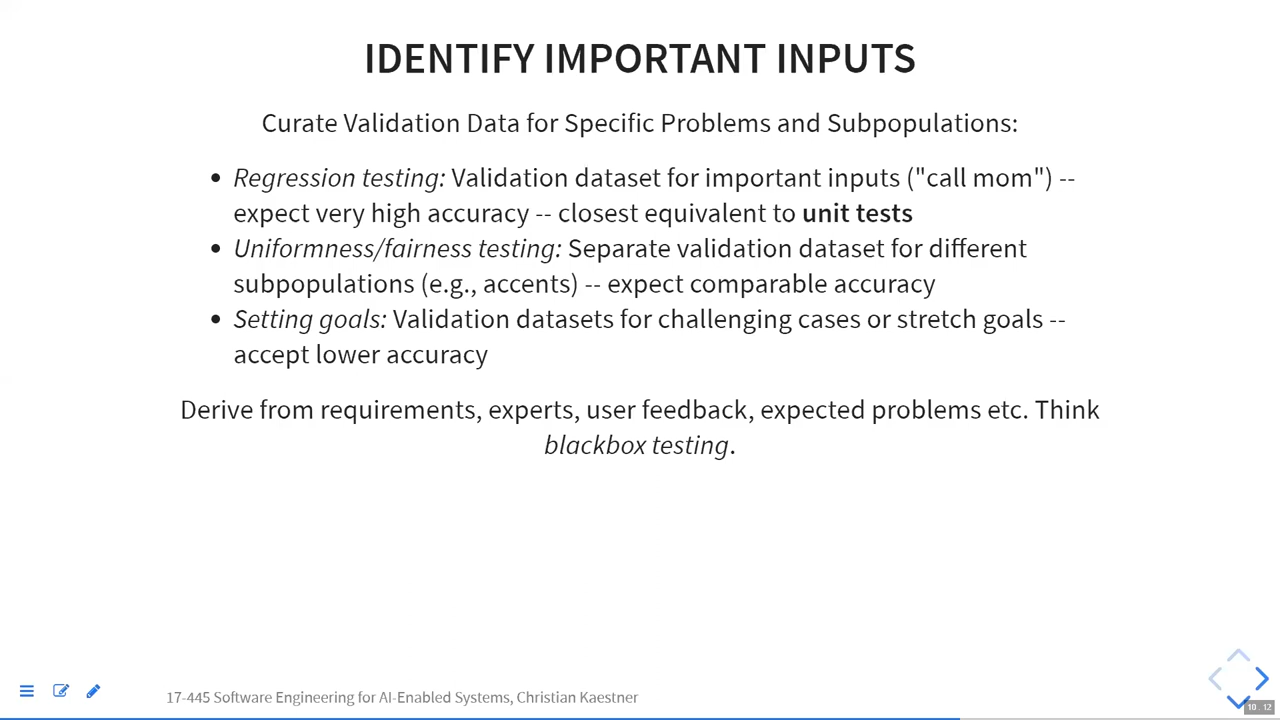 IDENTIFY IMPORTANT INPUTS
Curate Validation Data for Specific Problems and Subpopulations:
Regression testing: Validation dataset for important inputs ("call mom") --
expect very high accuracy -- closest equivalent to unit tests
Uniformness/fairness testing: Separate validation dataset for different
subpopulations (e.g., accents) -- expect comparable accuracy
Setting goals: Validation datasets for challenging cases or stretch goals --
accept lower accuracy
Derive from requirements, experts, user feedback, expected problems etc. Think
blackbox testing.
17-445 Software Engineering for AI-Enabled Systems, Christian Kaestner
10 . 12